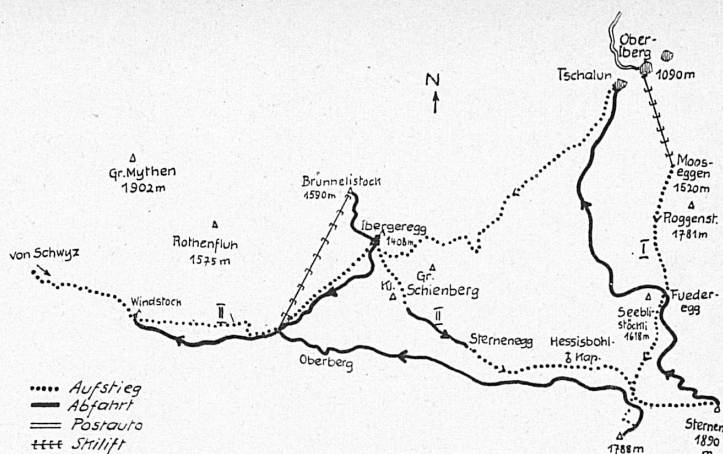 Ober-
Iberg
1090m
Tschalun
N
Gr. Mythen
1902m
Brünnelistock
1590m
Moos-
eggen
1520m
Roggenst.
1781m
Rothenfluh
1575m
Ibergeregg
1408m
von Schwyz
Gr.
Schienberg
Kl.
I
Windstock
II
II
Fueder-
egg
Seebli-
stöckli
1618m
Sternenegg
Hessisbohl-
Kap.
Oberberg
Aufstieg
Abfahrt
Postauto
Skilift
1788m
Sternen
1890
m